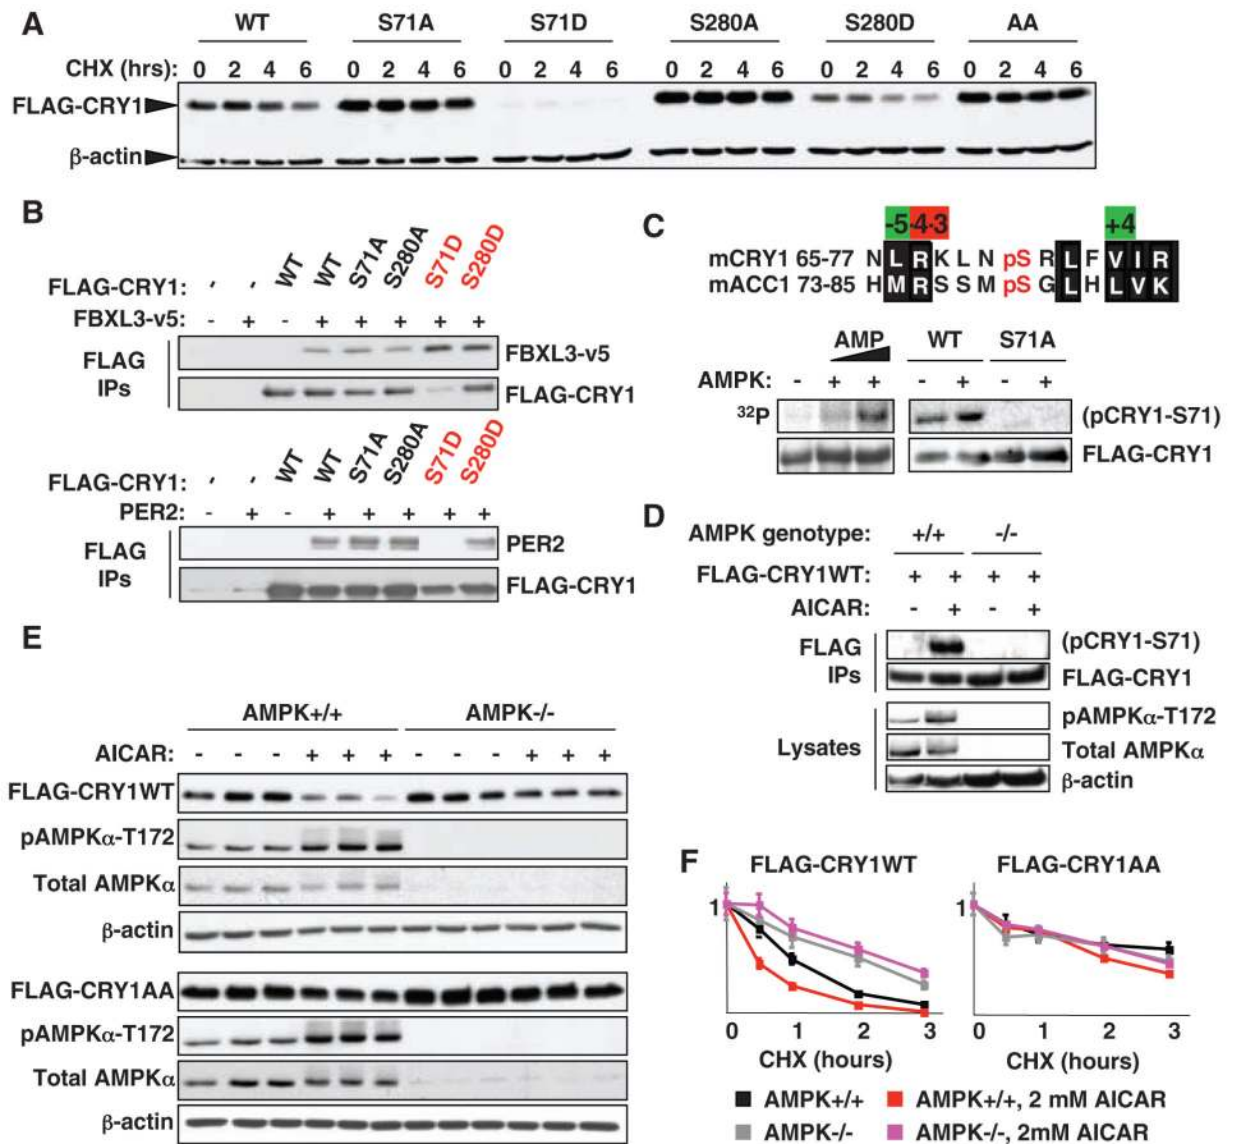 A
WT S71A S71D S280A S280D AA
CHX (hrs): 0 2 4 6 0 2 4 6 0 2 4 6 0 2 4 6 0 2 4 6 0 2 4 6
FLAG-CRY1
β-actin
B
FLAG-CRY1: - - WT WT S71A S280A S71D S280D
FBXL3-v5: - + - + + + + +
FLAG IPs
FBXL3-v5
FLAG-CRY1
FLAG-CRY1: - - WT WT S71A S280A S71D S280D
PER2: - + - + + + + +
FLAG IPs
PER2
FLAG-CRY1
C
-5 -4 -3 +4
mCRY1 65-77 N L R K L N pS R L F V I R
mACC1 73-85 H M R S S M pS G L H L V K
AMP WT S71A
AMPK: - + + - + - +
32P (pCRY1-S71)
FLAG-CRY1
D
AMPK genotype: +/+ -/-
FLAG-CRY1WT: + + + +
AICAR: - + - +
FLAG IPs
(pCRY1-S71)
FLAG-CRY1
Lysates
pAMPKα-T172
Total AMPKα
β-actin
E
AMPK+/+ AMPK-/-
AICAR: - - - + + + - - - + + +
FLAG-CRY1WT
pAMPKα-T172
Total AMPKα
β-actin
FLAG-CRY1AA
pAMPKα-T172
Total AMPKα
β-actin
F
FLAG-CRY1WT FLAG-CRY1AA
1 1
0 1 2 3 0 1 2 3
CHX (hours) CHX (hours)
AMPK+/+ AMPK+/+, 2 mM AICAR
AMPK-/- AMPK-/-, 2mM AICAR